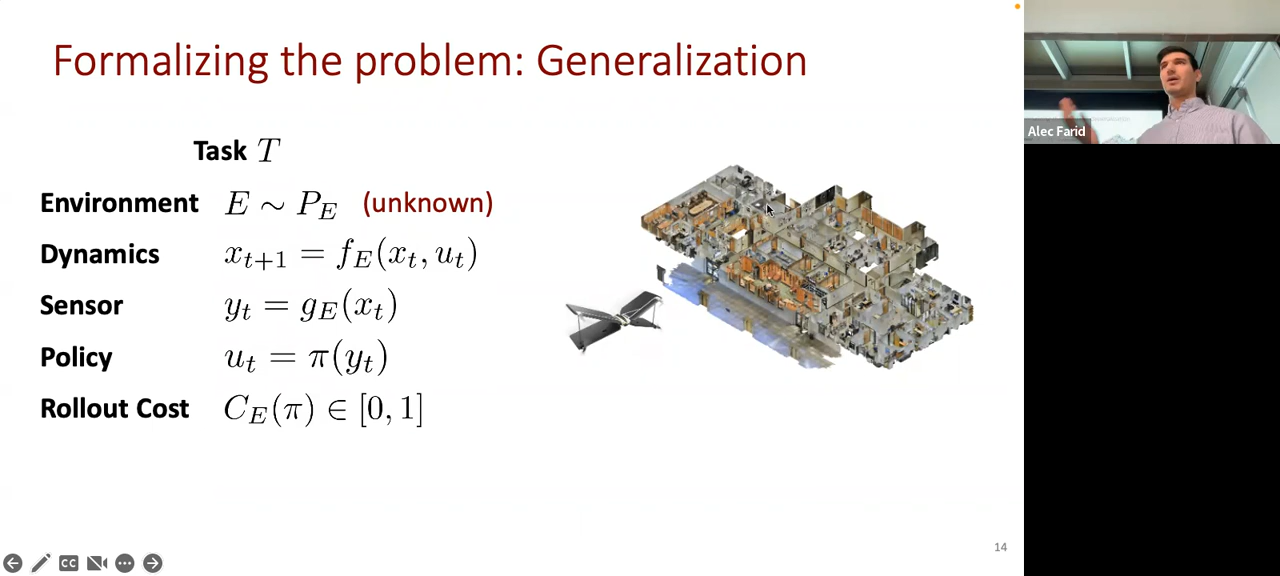 Formalizing the problem: Generalization
Task T
Environment E ∼ P_E (unknown)
Dynamics x_{t+1} = f_E(x_t, u_t)
Sensor y_t = g_E(x_t)
Policy u_t = π(y_t)
Rollout Cost C_E(π) ∈ [0, 1]
14
CC
Alec Farid